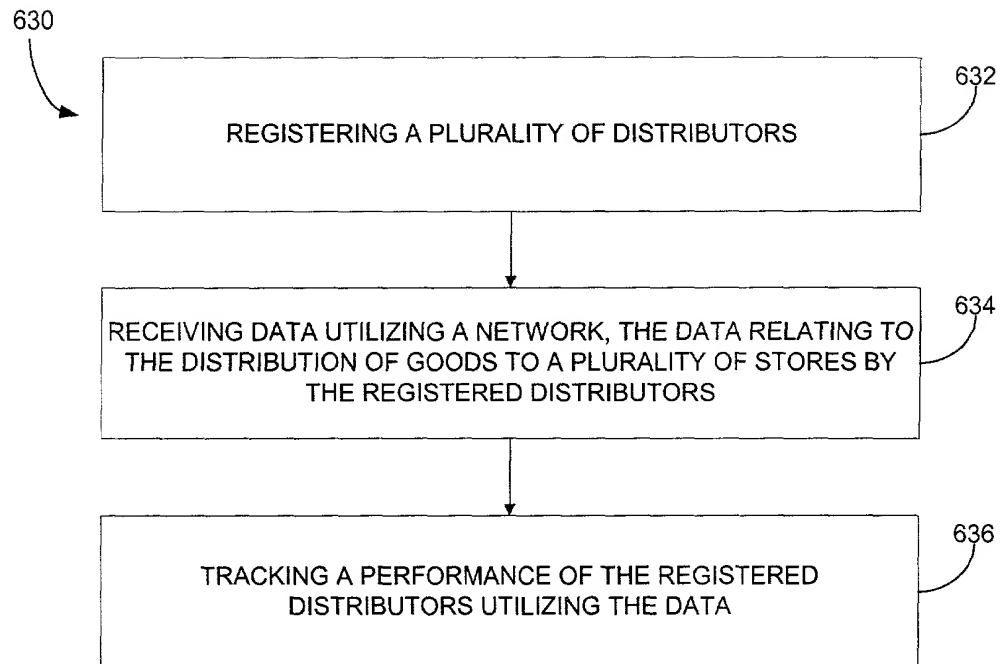 630
632
REGISTERING A PLURALITY OF DISTRIBUTORS
634
RECEIVING DATA UTILIZING A NETWORK, THE DATA RELATING TO
THE DISTRIBUTION OF GOODS TO A PLURALITY OF STORES BY
THE REGISTERED DISTRIBUTORS
636
TRACKING A PERFORMANCE OF THE REGISTERED
DISTRIBUTORS UTILIZING THE DATA